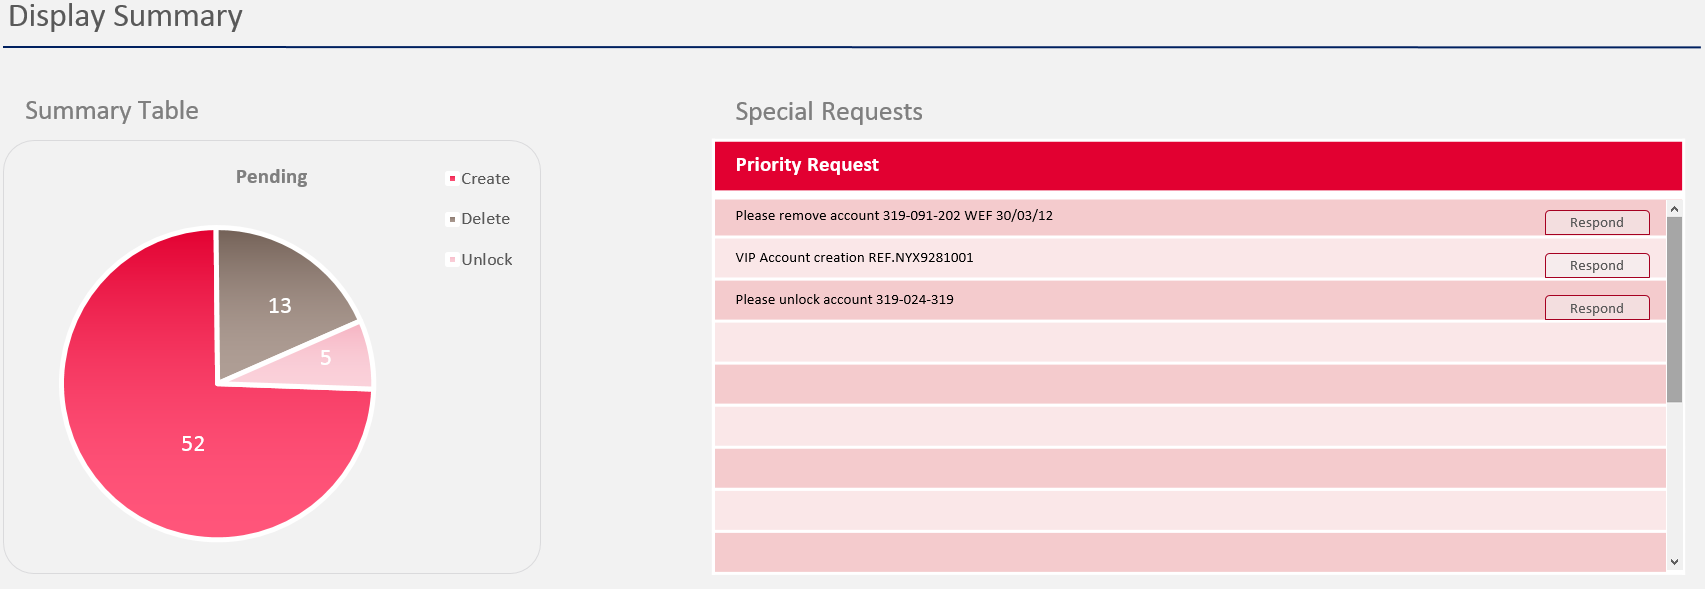 Display Summary
Summary Table
Pending
Create
Delete
Unlock
13
5
52
Special Requests
Priority Request
Please remove account 319-091-202 WEF 30/03/12
Respond
VIP Account creation REF.NYX9281001
Respond
Please unlock account 319-024-319
Respond